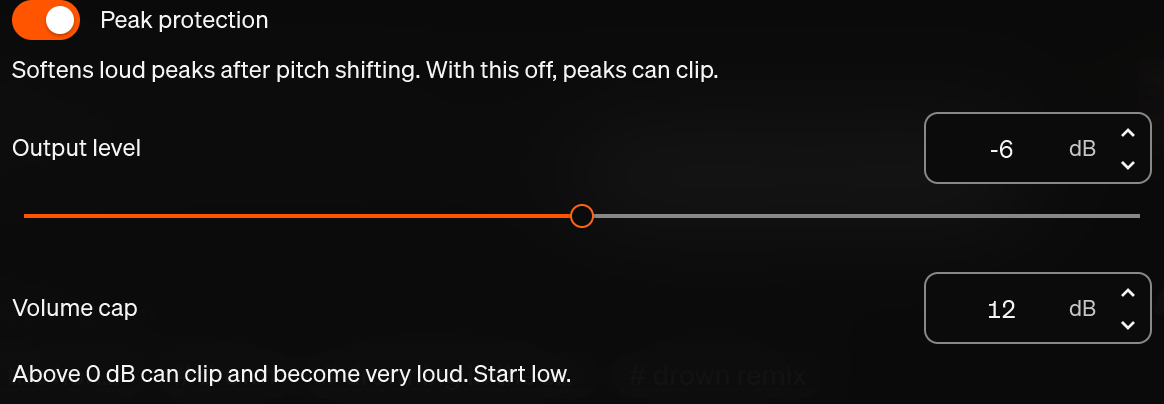 Peak protection
Softens loud peaks after pitch shifting. With this off, peaks can clip.
Output level
-6 dB
Volume cap
12 dB
Above 0 dB can clip and become very loud. Start low.
# drown remix